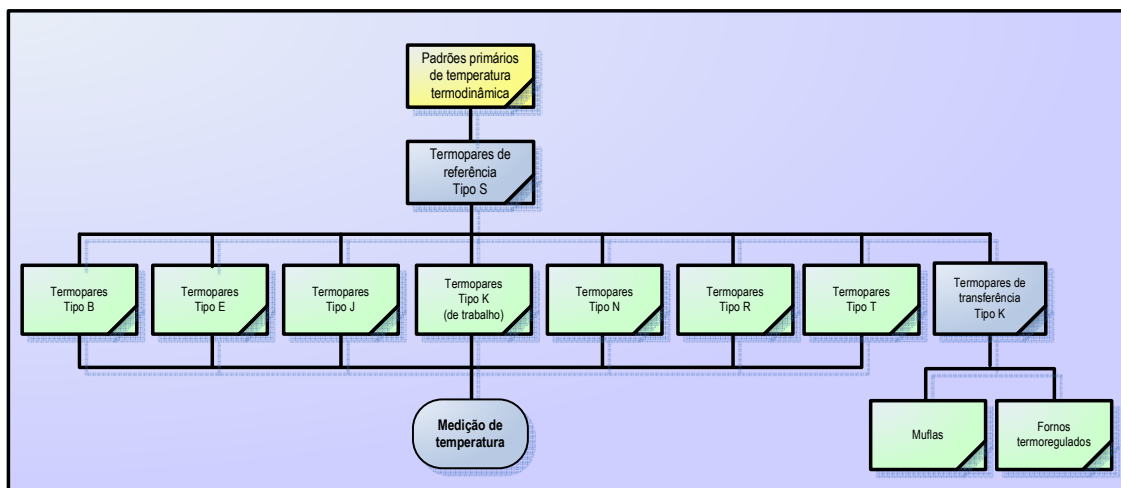 Padrões primários
de temperatura
termodinâmica
Termopares de
referência
Tipo S
Termopares
Tipo B
Termopares
Tipo E
Termopares
Tipo J
Termopares
Tipo K
(de trabalho)
Termopares
Tipo N
Termopares
Tipo R
Termopares
Tipo T
Termopares de
transferência
Tipo K
Medição de
temperatura
Muflas
Fornos
termoregulados